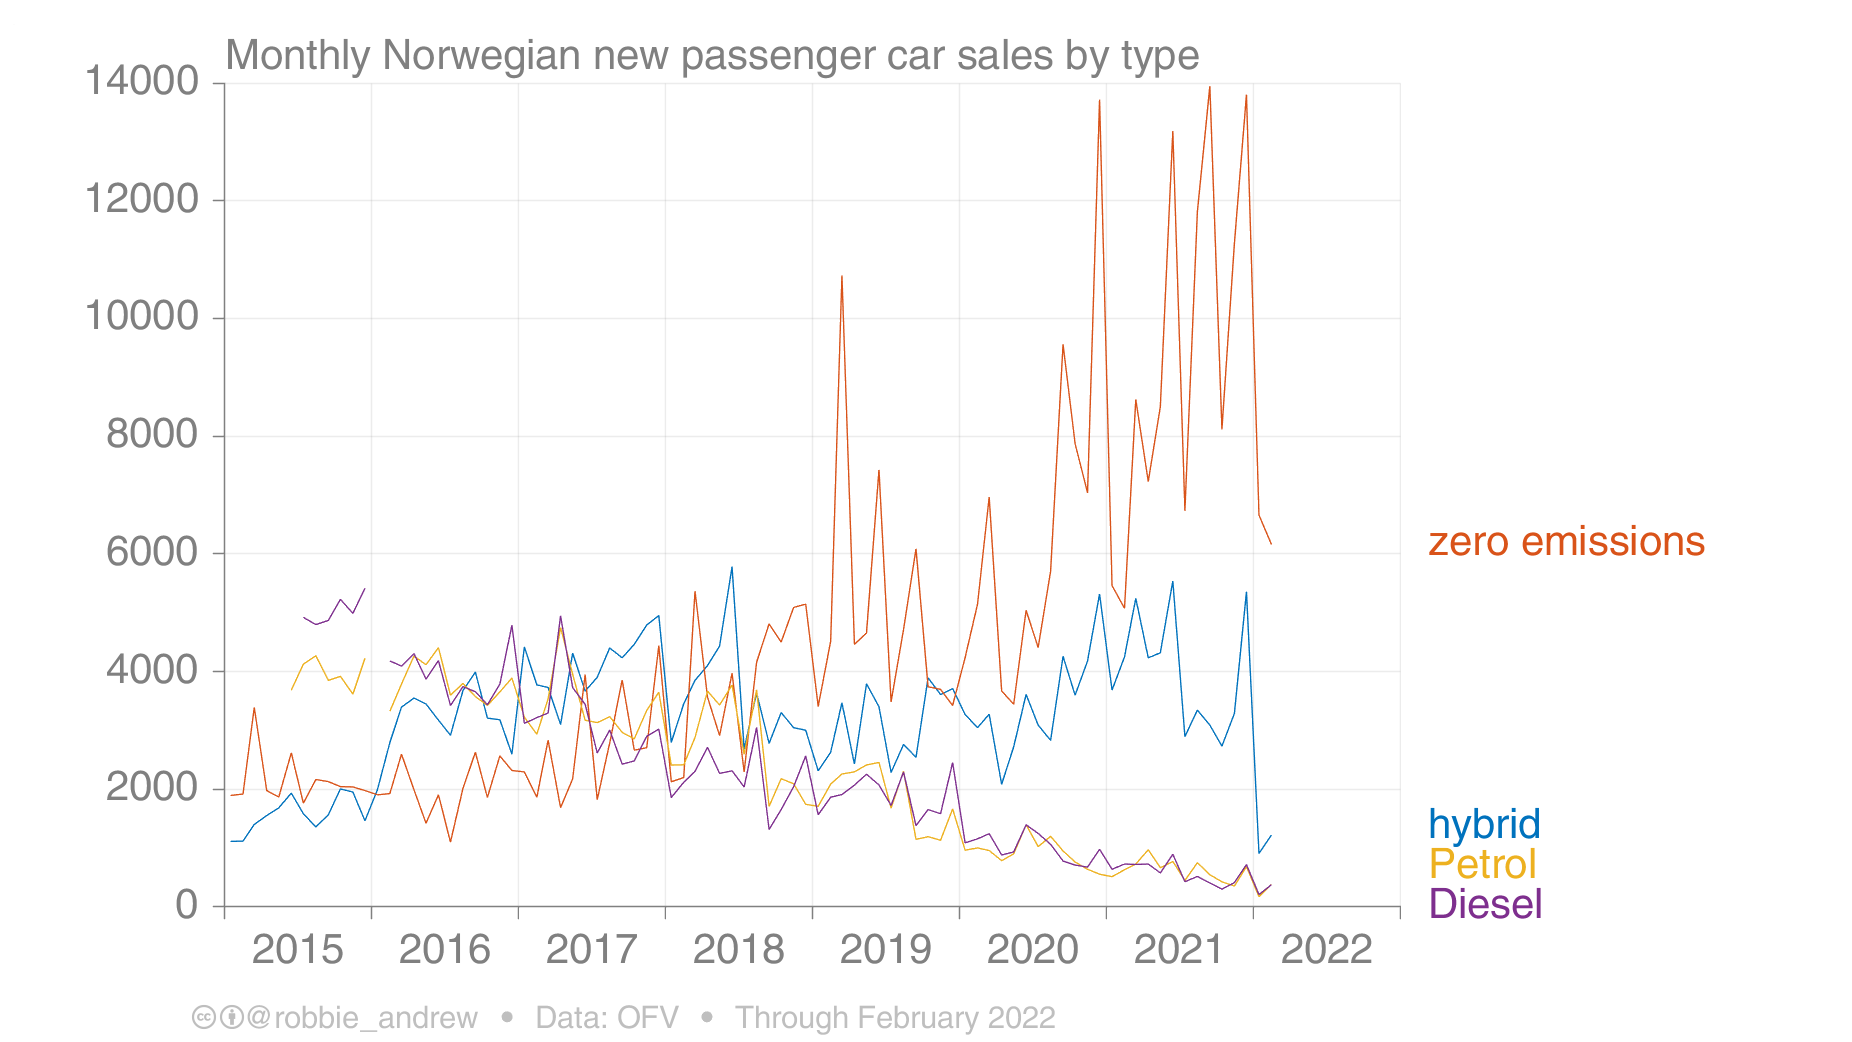 Monthly Norwegian new passenger car sales by type
14000
12000
10000
8000
6000
4000
2000
0
2015 2016 2017 2018 2019 2020 2021 2022
zero emissions
hybrid
Petrol
Diesel
cc @robbie_andrew • Data: OFV • Through February 2022